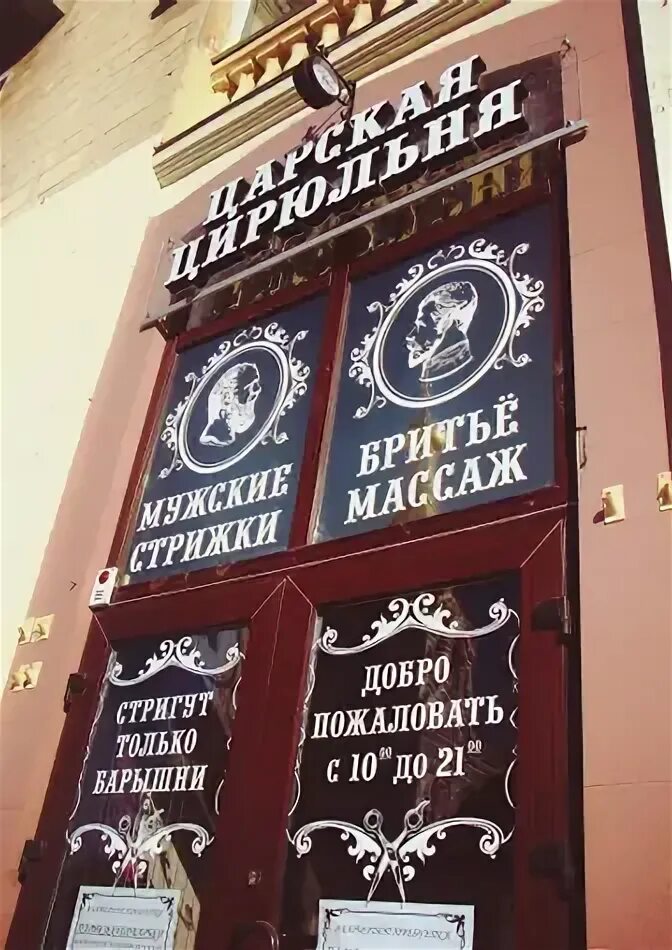 ЦАРСКАЯ
ЦИРЮЛЬНЯ
МУЖСКИЕ
СТРИЖКИ
БРИТЬЁ
МАССАЖ
СТРИГУТ
ТОЛЬКО
БАРЫШНИ
ДОБРО
ПОЖАЛОВАТЬ
С 10⁰⁰ ДО 21⁰⁰